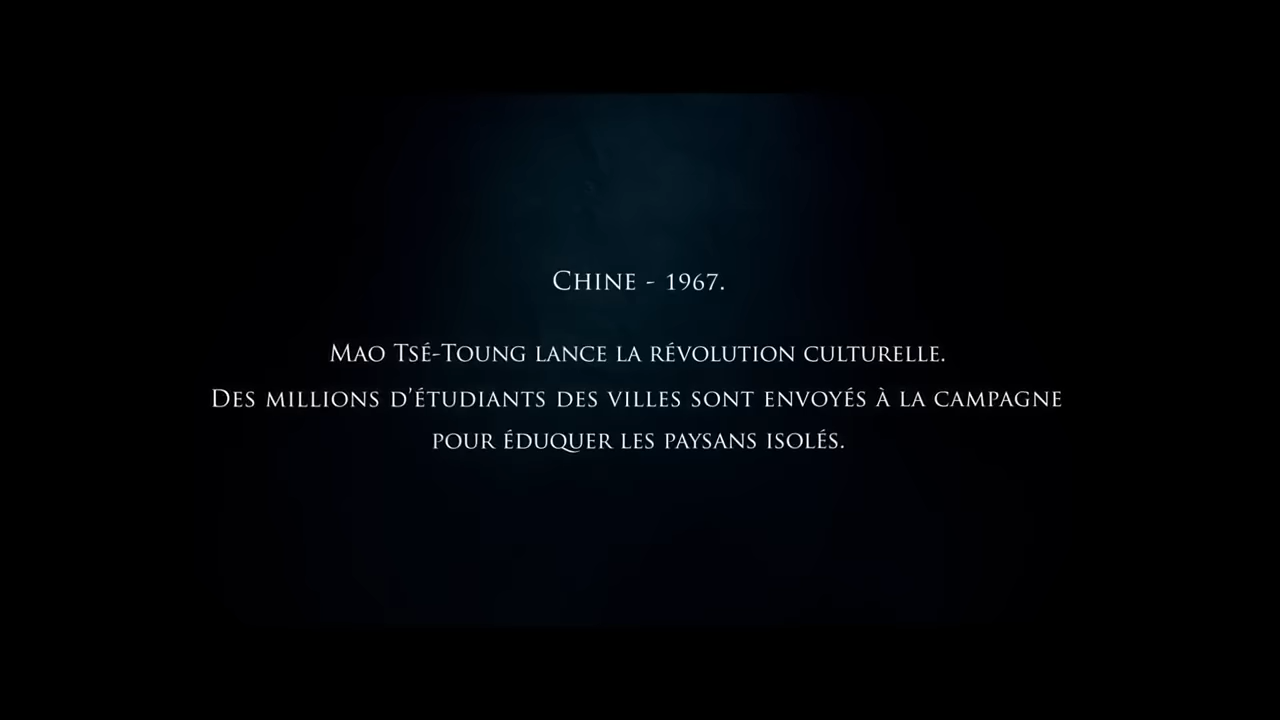 Chine - 1967.
Mao Tsé-Toung lance la révolution culturelle.
Des millions d’étudiants des villes sont envoyés à la campagne
pour éduquer les paysans isolés.